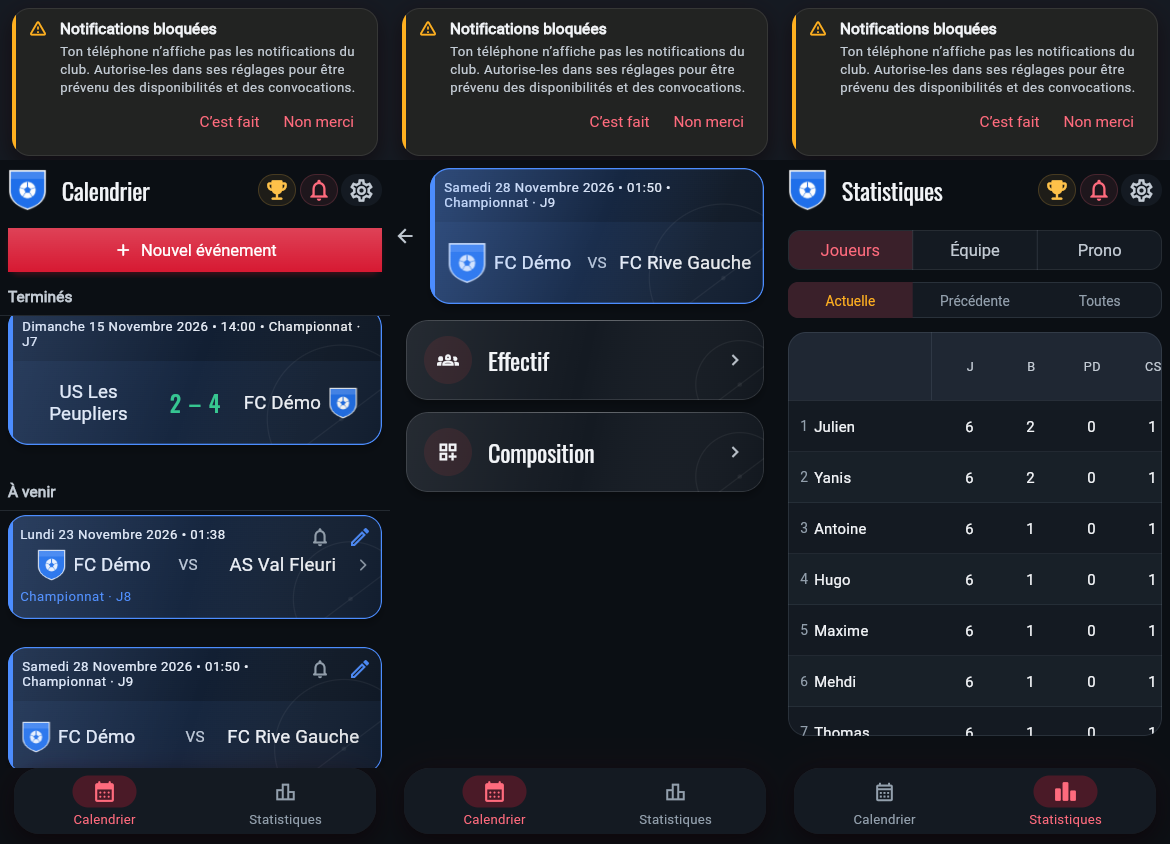 Notifications bloquées
Ton téléphone n’affiche pas les notifications du
club. Autorise-les dans ses réglages pour être
prévenu des disponibilités et des convocations.
C’est fait Non merci
Calendrier
+ Nouvel événement
Terminés
Dimanche 15 Novembre 2026 • 14:00 • Championnat ·
J7
US Les
Peupliers
2 – 4
FC Démo
À venir
Lundi 23 Novembre 2026 • 01:38
FC Démo VS AS Val Fleuri
Championnat · J8
Samedi 28 Novembre 2026 • 01:50 •
Championnat · J9
FC Démo VS FC Rive Gauche
Calendrier Statistiques
Notifications bloquées
Ton téléphone n’affiche pas les notifications du
club. Autorise-les dans ses réglages pour être
prévenu des disponibilités et des convocations.
C’est fait Non merci
Samedi 28 Novembre 2026 • 01:50 •
Championnat · J9
FC Démo VS FC Rive Gauche
Effectif
Composition
Calendrier Statistiques
Notifications bloquées
Ton téléphone n’affiche pas les notifications du
club. Autorise-les dans ses réglages pour être
prévenu des disponibilités et des convocations.
C’est fait Non merci
Statistiques
Joueurs Équipe Prono
Actuelle Précédente Toutes
J B PD CS
1 Julien 6 2 0 1
2 Yanis 6 2 0 1
3 Antoine 6 1 0 1
4 Hugo 6 1 0 1
5 Maxime 6 1 0 1
6 Mehdi 6 1 0 1
7 Thomas 6 1 0 1
Calendrier Statistiques